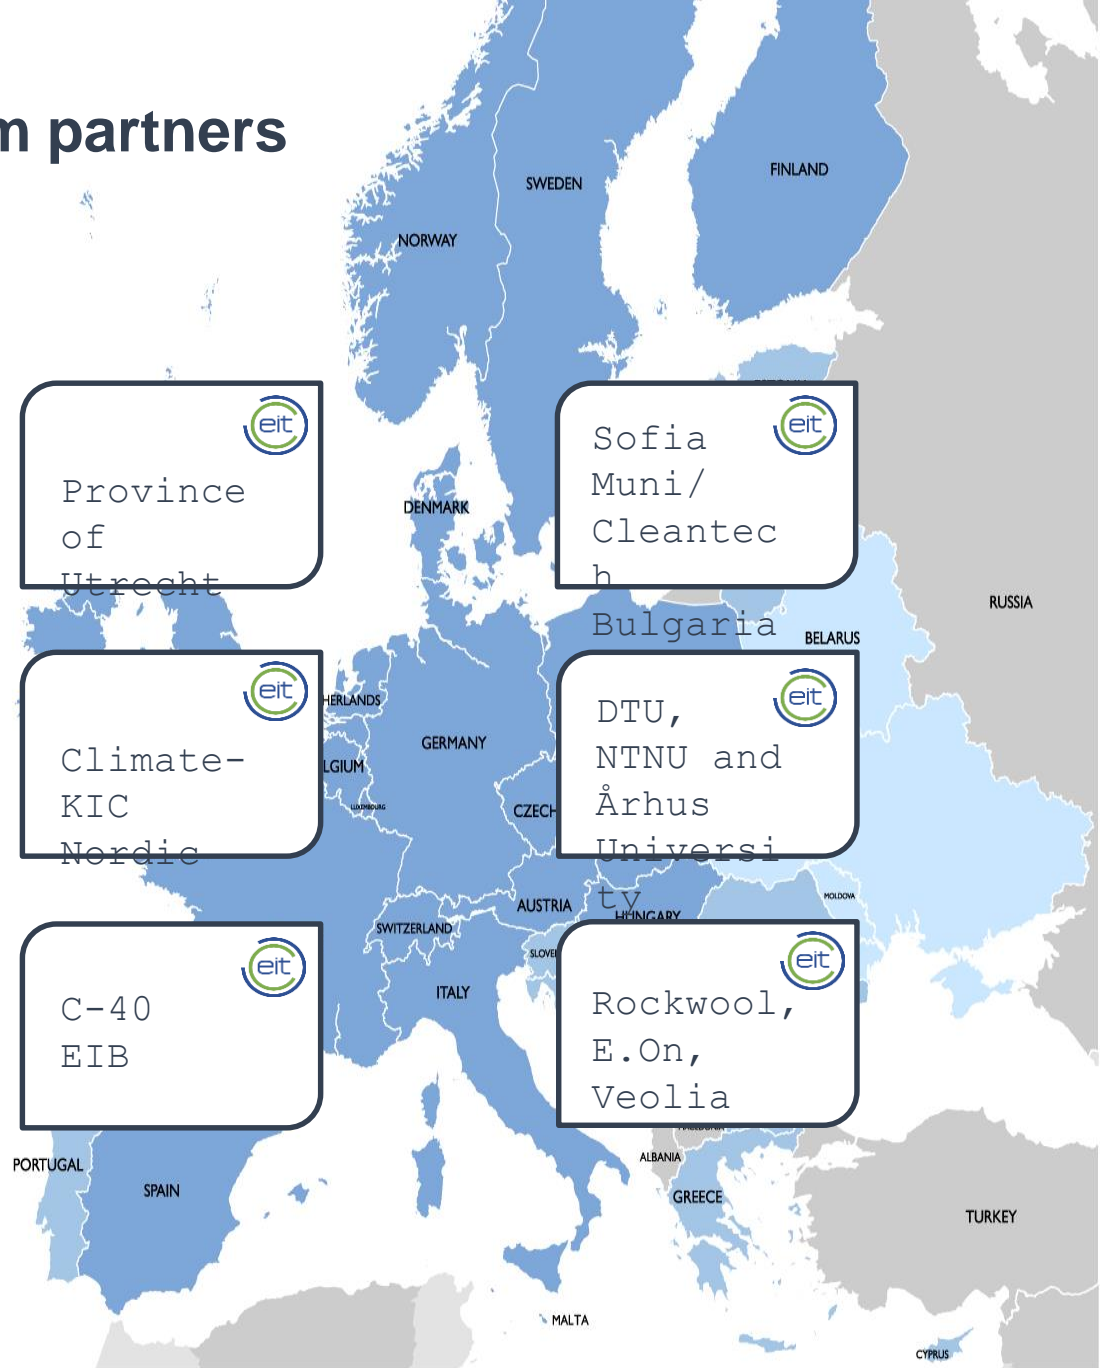 m partners
FINLAND
SWEDEN
NORWAY
eit
Province
of
Utrecht
eit
Sofia
Muni/
Cleantec
h
Bulgaria
DENMARK
RUSSIA
BELARUS
eit
Climate-
KIC
Nordic
HERLANDS
GERMANY
LGIUM
LUXEMBOURG
CZECH
eit
DTU,
NTNU and
Århus
Universi
ty
MOLDOVA
AUSTRIA
HUNGARY
SWITZERLAND
SLOVE
ITALY
eit
C-40
EIB
eit
Rockwool,
E.On,
Veolia
ALBANIA
PORTUGAL
SPAIN
GREECE
TURKEY
MALTA
CYPRUS